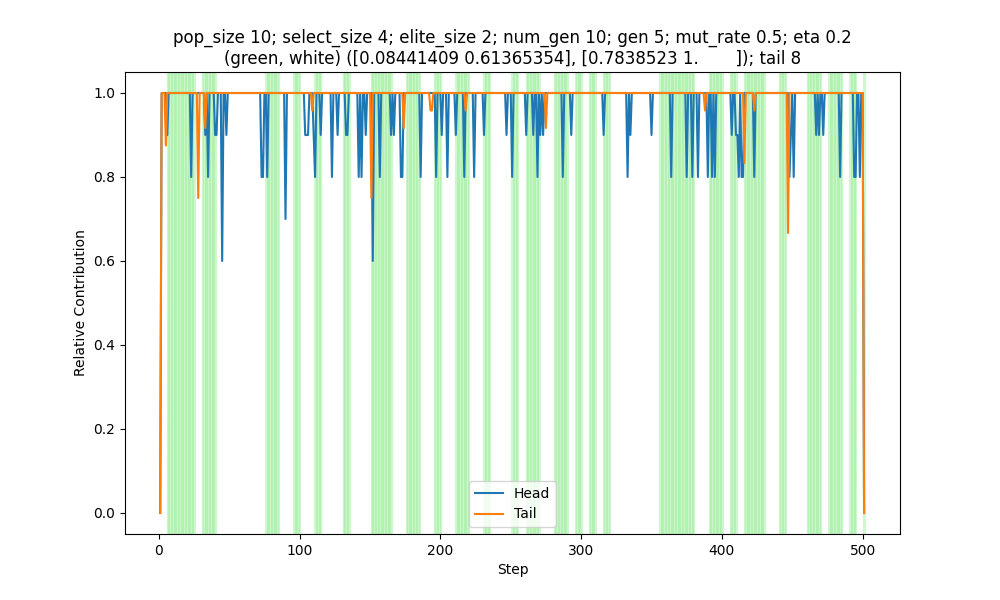 pop_size 10; select_size 4; elite_size 2; num_gen 10; gen 5; mut_rate 0.5; eta 0.2
(green, white) ([0.08441409 0.61365354], [0.7838523 1.        ]); tail 8
1.0
0.8
0.6
0.4
0.2
0.0
Relative Contribution
Head
Tail
0
100
200
300
400
500
Step